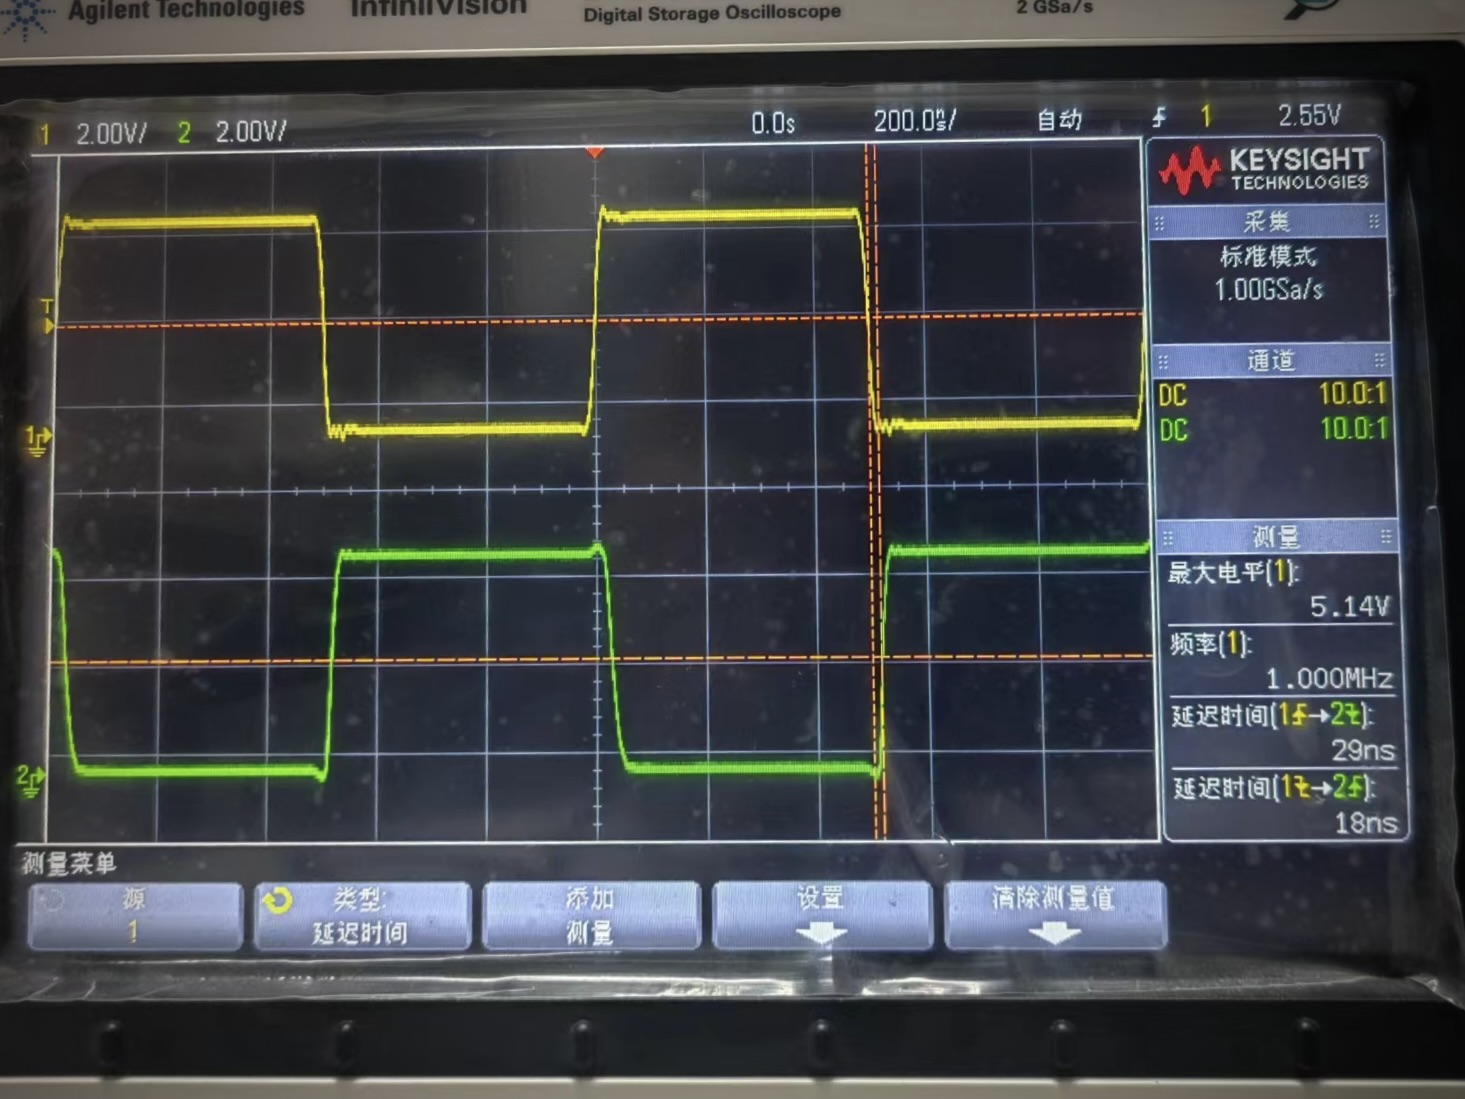 Agilent Technologies InfiniiVision Digital Storage Oscilloscope 2 GSa/s
1 2.00V/ 2 2.00V/ 0.0s 200.0ns/ 自动 1 2.55V
KEYSIGHT
TECHNOLOGIES
采集
标准模式
1.00GSa/s
T
通道
DC 10.0:1
DC 10.0:1
1
测量
最大电平(1):
5.14V
频率(1):
1.000MHz
延迟时间(1→2):
29ns
2
延迟时间(1→2):
18ns
测量菜单
源
1
类型:
延迟时间
添加
测量
设置
清除测量值